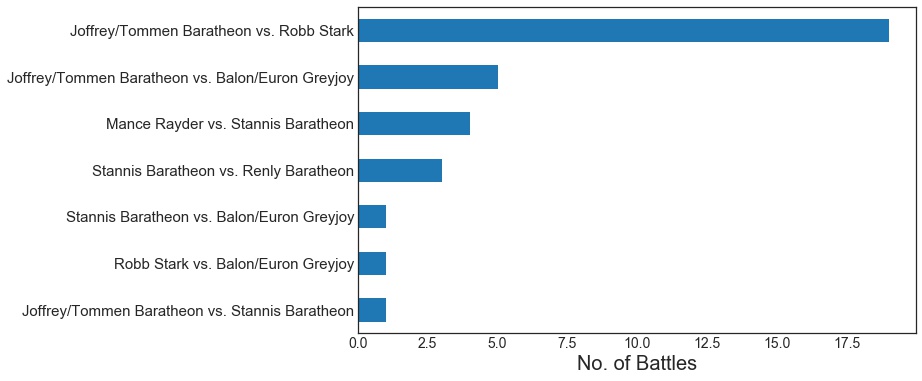 Joffrey/Tommen Baratheon vs. Robb Stark
Joffrey/Tommen Baratheon vs. Balon/Euron Greyjoy
Mance Rayder vs. Stannis Baratheon
Stannis Baratheon vs. Renly Baratheon
Stannis Baratheon vs. Balon/Euron Greyjoy
Robb Stark vs. Balon/Euron Greyjoy
Joffrey/Tommen Baratheon vs. Stannis Baratheon
0.0 2.5 5.0 7.5 10.0 12.5 15.0 17.5
No. of Battles